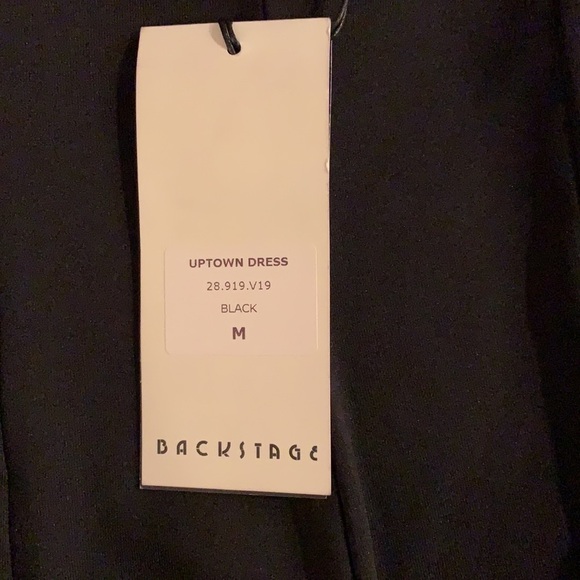 UPTOWN DRESS
28.919.V19
BLACK
M
BACKSTAGE